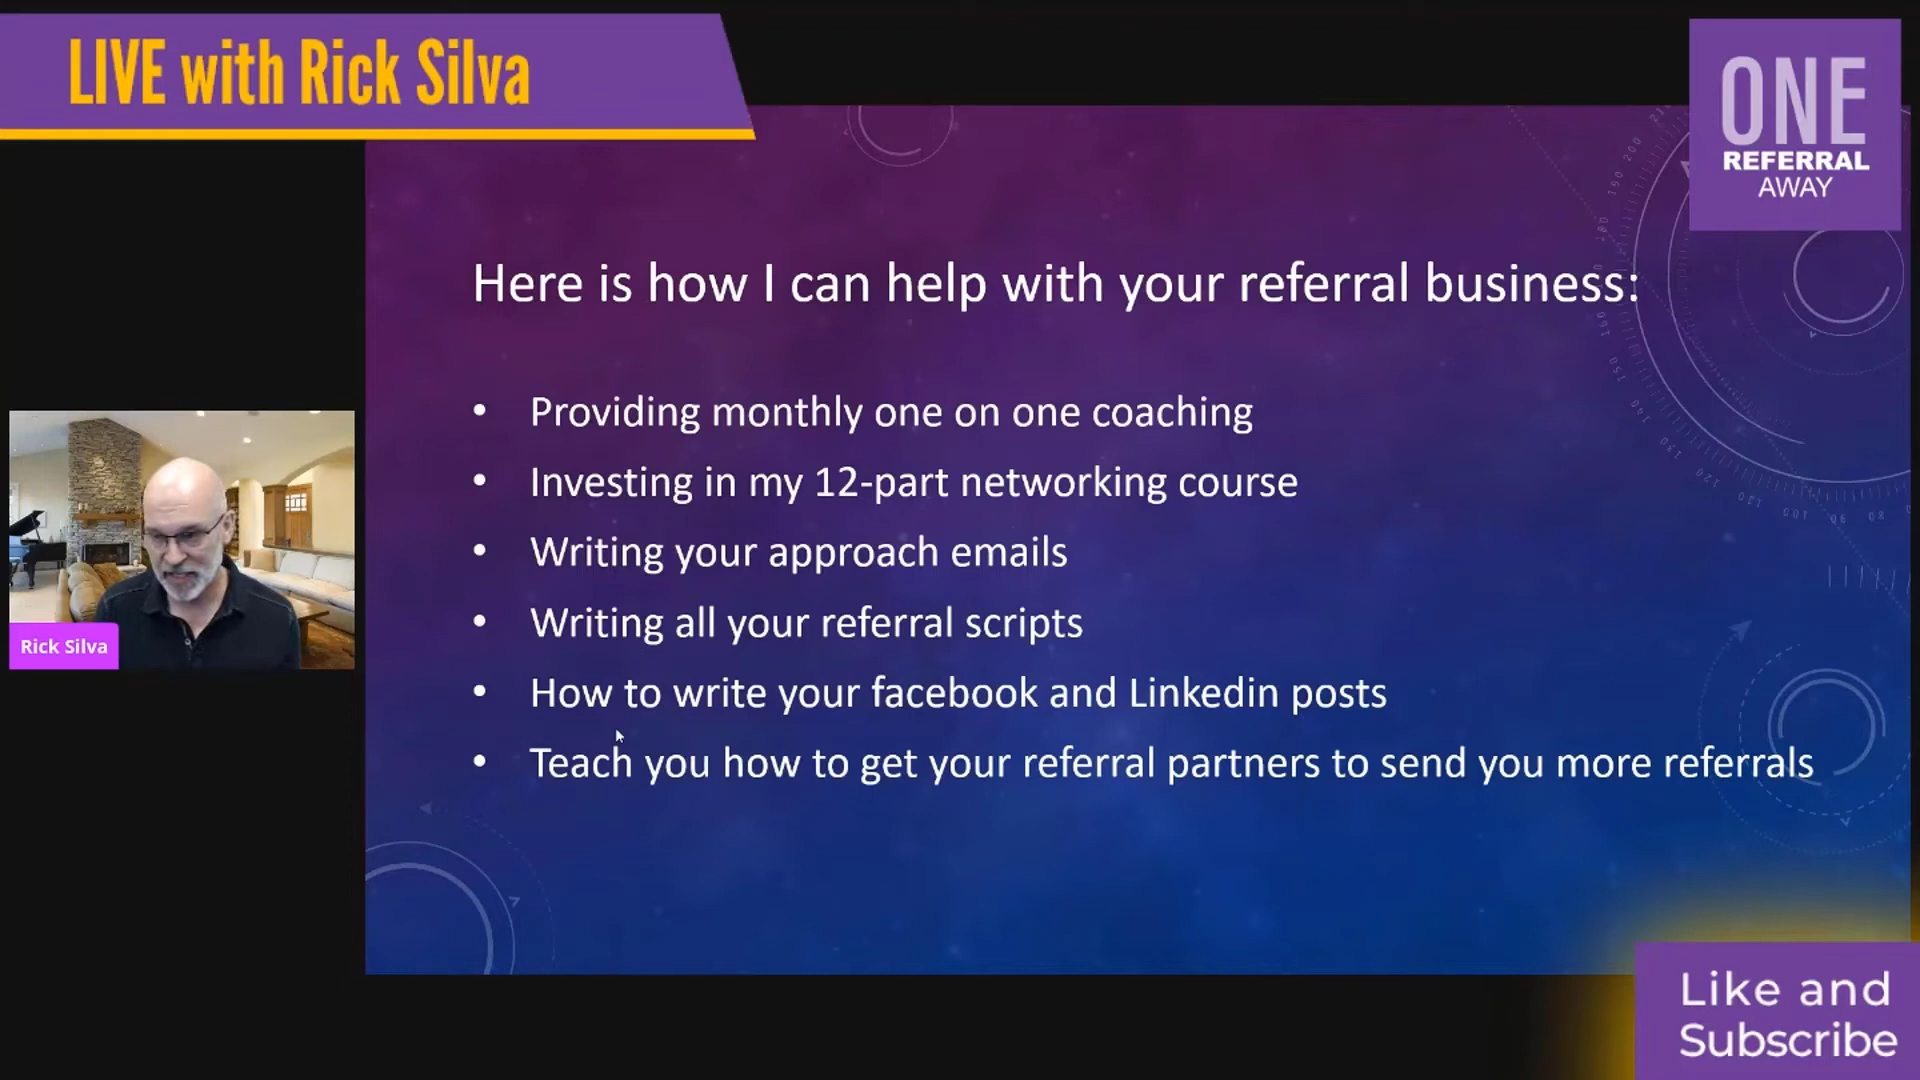 LIVE with Rick Silva
ONE
REFERRAL
AWAY
Here is how I can help with your referral business:
• Providing monthly one on one coaching
• Investing in my 12-part networking course
• Writing your approach emails
• Writing all your referral scripts
• How to write your facebook and Linkedin posts
• Teach you how to get your referral partners to send you more referrals
Rick Silva
Like and
Subscribe